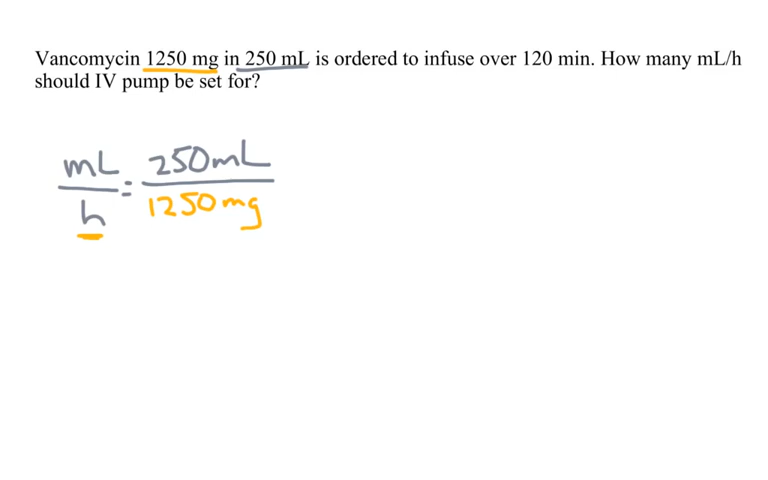 Vancomycin 1250 mg in 250 mL is ordered to infuse over 120 min. How many mL/h
should IV pump be set for?
mL = 250mL
h 1250mg